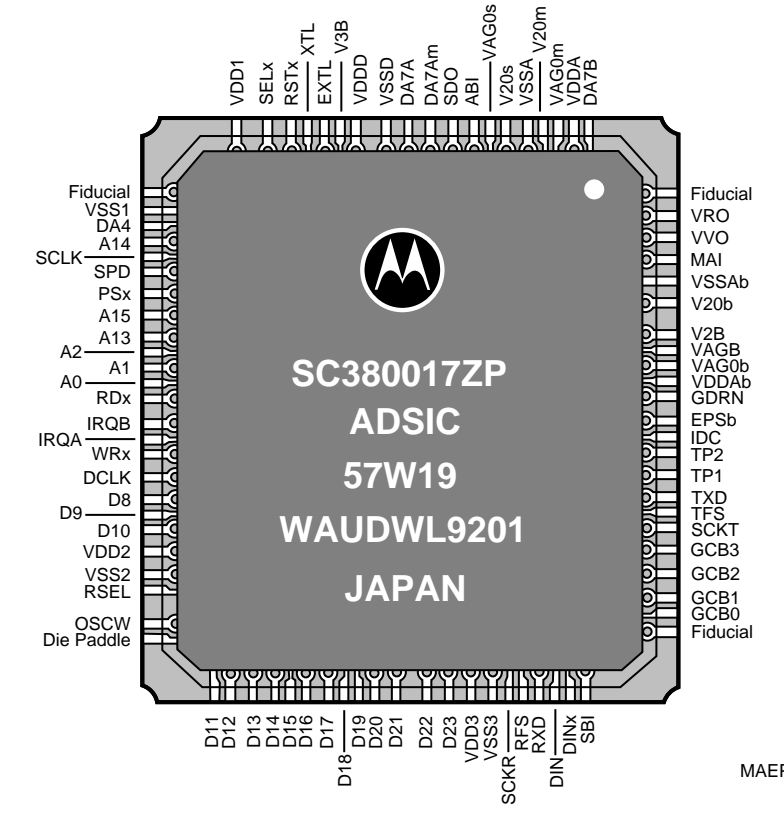 VDD1
SELx
RSTx
XTL
EXTL
V3B
VDDD
VSSD
DA7A
DA7Am
SDO
ABI
VAG0s
V20s
VSSA
V20m
VAG0m
VDDA
DA7B
Fiducial
VSS1
DA4
A14
SCLK
SPD
PSx
A15
A13
A2
A1
A0
RDx
IRQB
IRQA
WRx
DCLK
D8
D9
D10
VDD2
VSS2
RSEL
OSCW
Die Paddle
SC380017ZP
ADSIC
57W19
WAUDWL9201
JAPAN
Fiducial
VRO
VVO
MAI
VSSAb
V20b
V2B
VAGB
VAG0b
VDDAb
GDRN
EPSb
IDC
TP2
TP1
TXD
TFS
SCKT
GCB3
GCB2
GCB1
GCB0
Fiducial
D11
D12
D13
D14
D15
D16
D17
D18
D19
D20
D21
D22
D23
VDD3
VSS3
SCKR
RFS
RXD
DIN
DINx
SBI